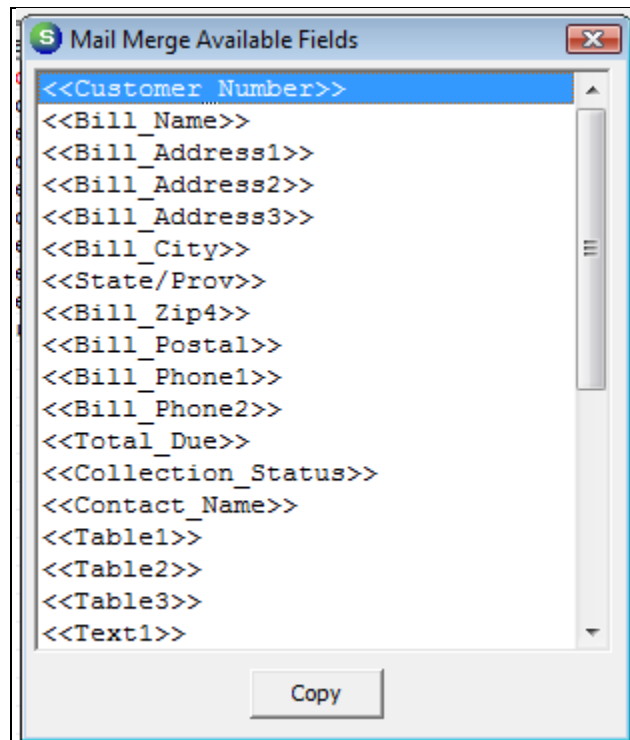 S Mail Merge Available Fields
<<Customer_Number>>
<<Bill_Name>>
<<Bill_Address1>>
<<Bill_Address2>>
<<Bill_Address3>>
<<Bill_City>>
<<State/Prov>>
<<Bill_Zip4>>
<<Bill_Postal>>
<<Bill_Phone1>>
<<Bill_Phone2>>
<<Total_Due>>
<<Collection_Status>>
<<Contact_Name>>
<<Table1>>
<<Table2>>
<<Table3>>
<<Text1>>
Copy